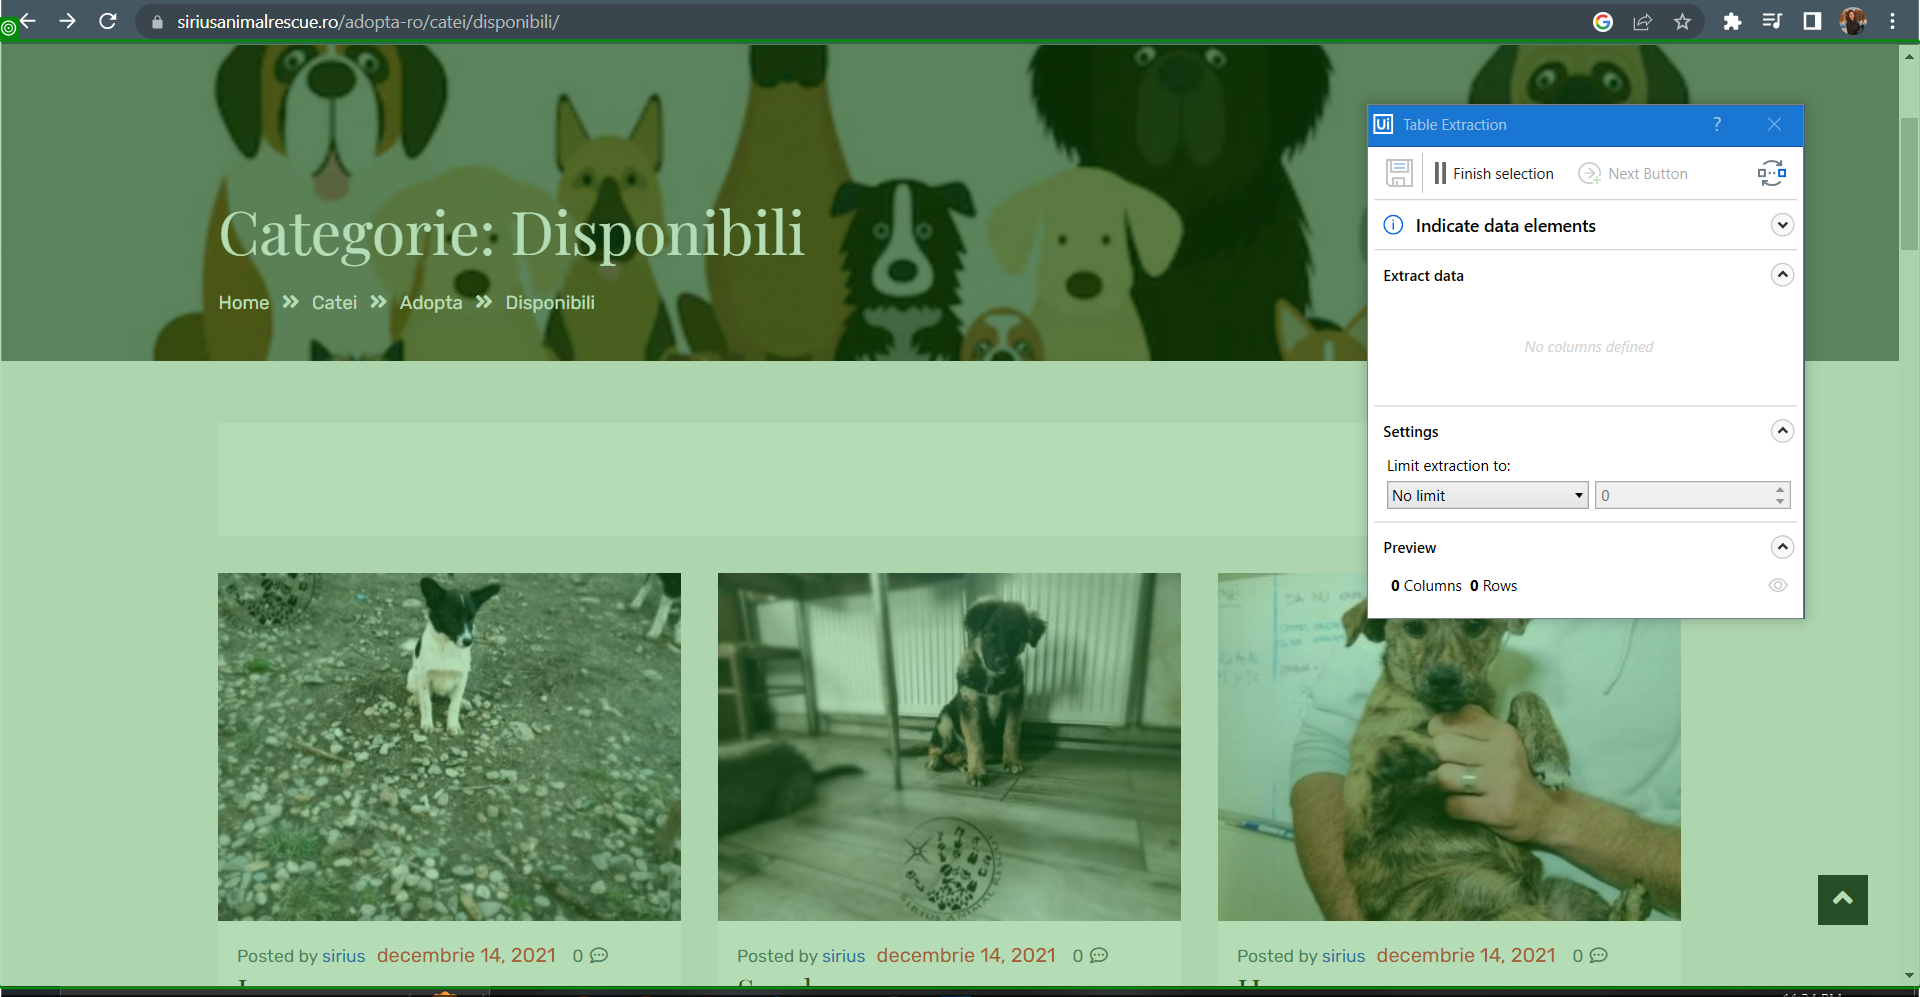 siriusanimalrescue.ro/adopta-ro/catei/disponibili/
Categorie: Disponibili
Home » Catei » Adopta » Disponibili
Ui Table Extraction ?
Finish selection Next Button
Indicate data elements
Extract data
No columns defined
Settings
Limit extraction to:
No limit 0
Preview
0 Columns 0 Rows
Posted by sirius decembrie 14, 2021 0
Posted by sirius decembrie 14, 2021 0
Posted by sirius decembrie 14, 2021 0